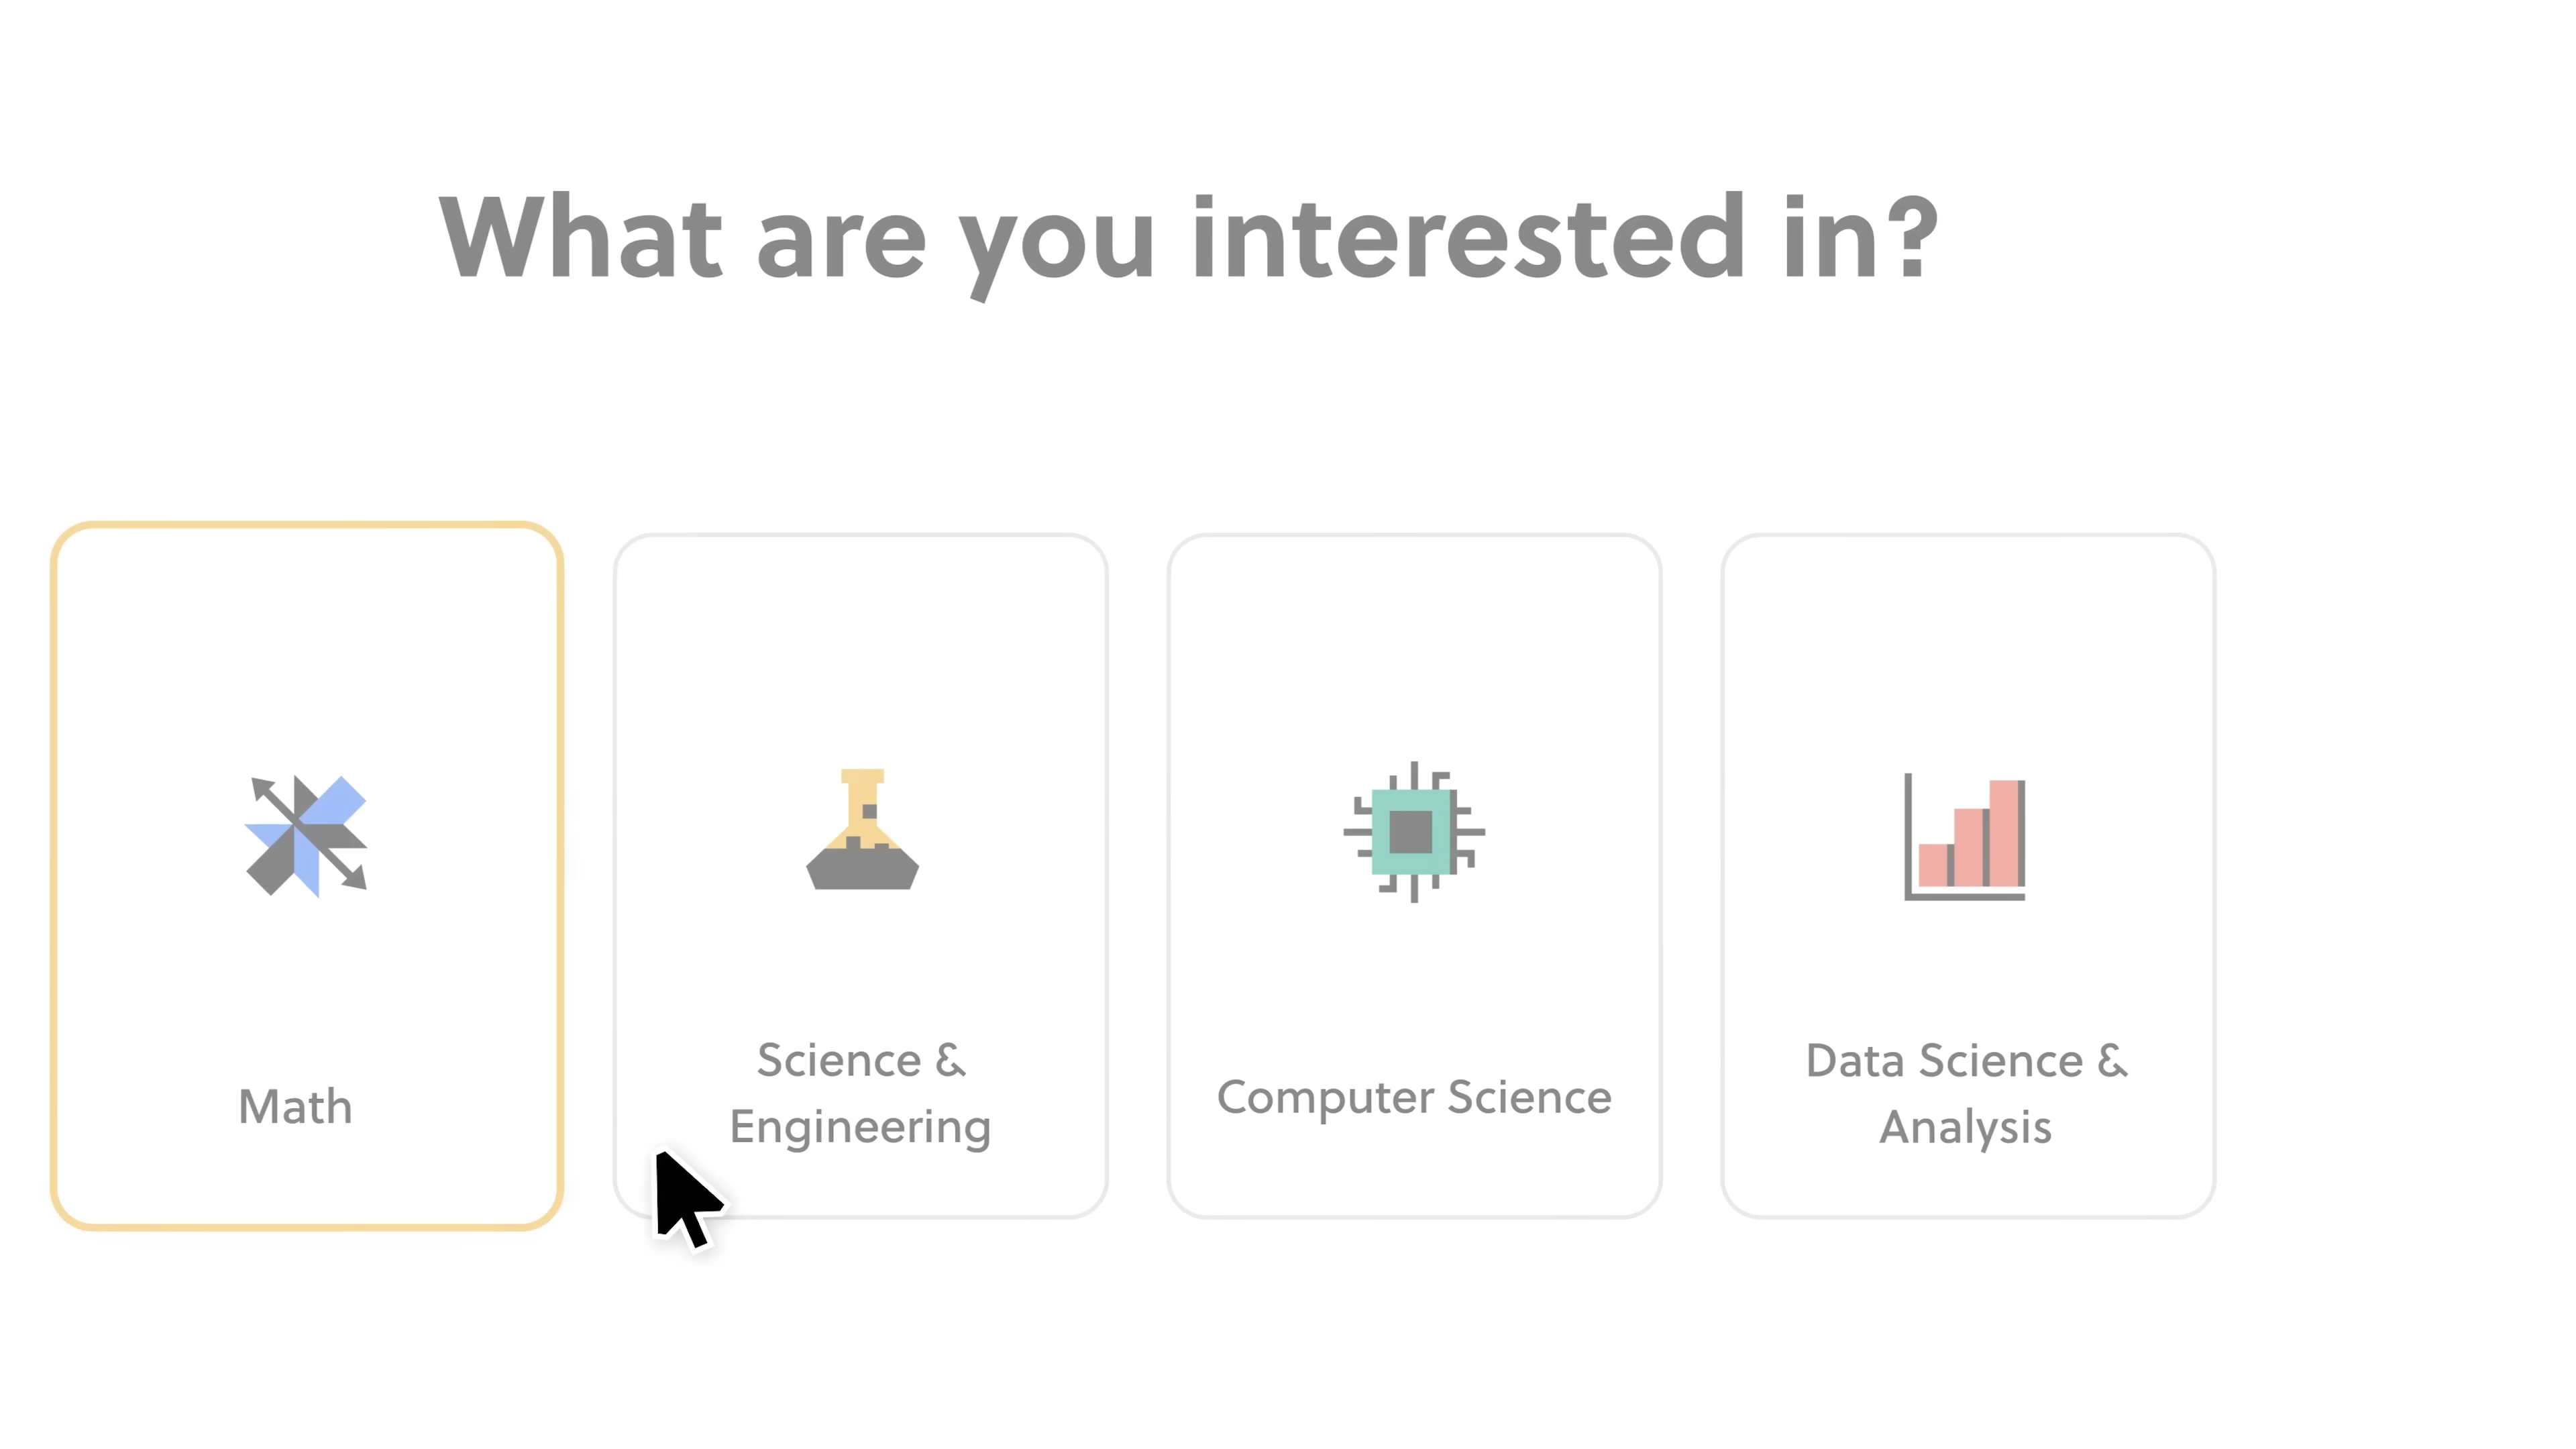 What are you interested in?
Math
Science &
Engineering
Computer Science
Data Science &
Analysis